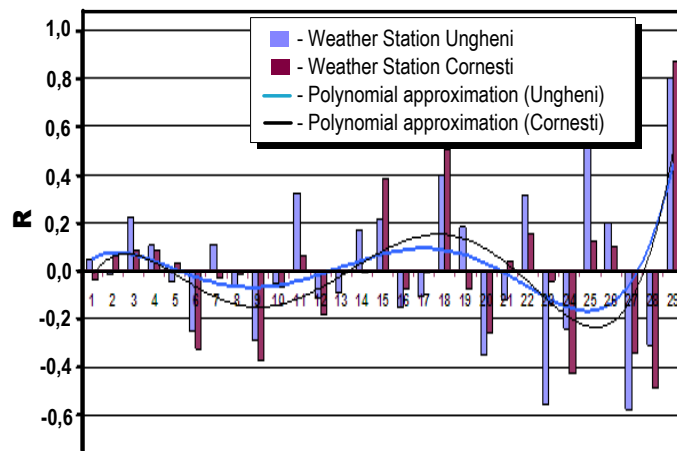 1,0
- Weather Station Ungheni
0,8
- Weather Station Cornesti
- Polynomial approximation (Ungheni)
0,6
- Polynomial approximation (Cornesti)
0,4
R
0,2
0,0
1 2 3 4 5 6 7 8 9 10 11 12 13 14 15 16 17 18 19 20 21 22 23 24 25 26 27 28 29
-0,2
-0,4
-0,6